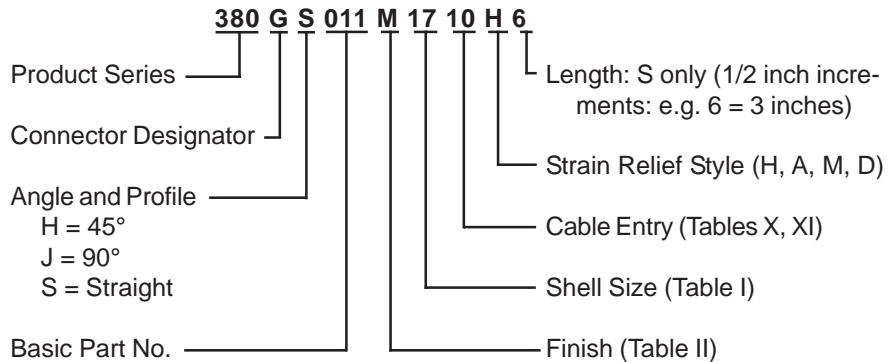 380 G S 011 M 17 10 H 6
Product Series
Connector Designator
Angle and Profile
H = 45°
J = 90°
S = Straight
Basic Part No.
Length: S only (1/2 inch incre-
ments: e.g. 6 = 3 inches)
Strain Relief Style (H, A, M, D)
Cable Entry (Tables X, XI)
Shell Size (Table I)
Finish (Table II)